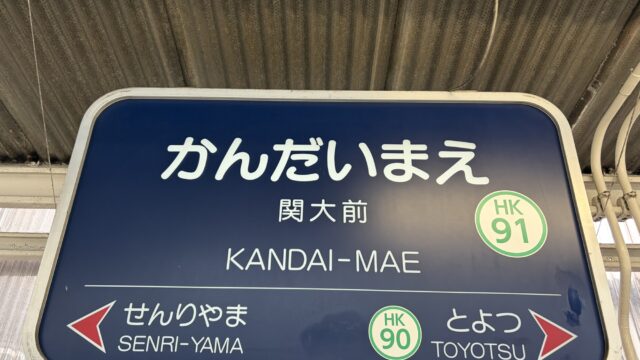 かんだいまえ
関大前
HK
91
KANDAI-MAE
せんりやま
SENRI-YAMA
HK
90
とよつ
TOYOTSU